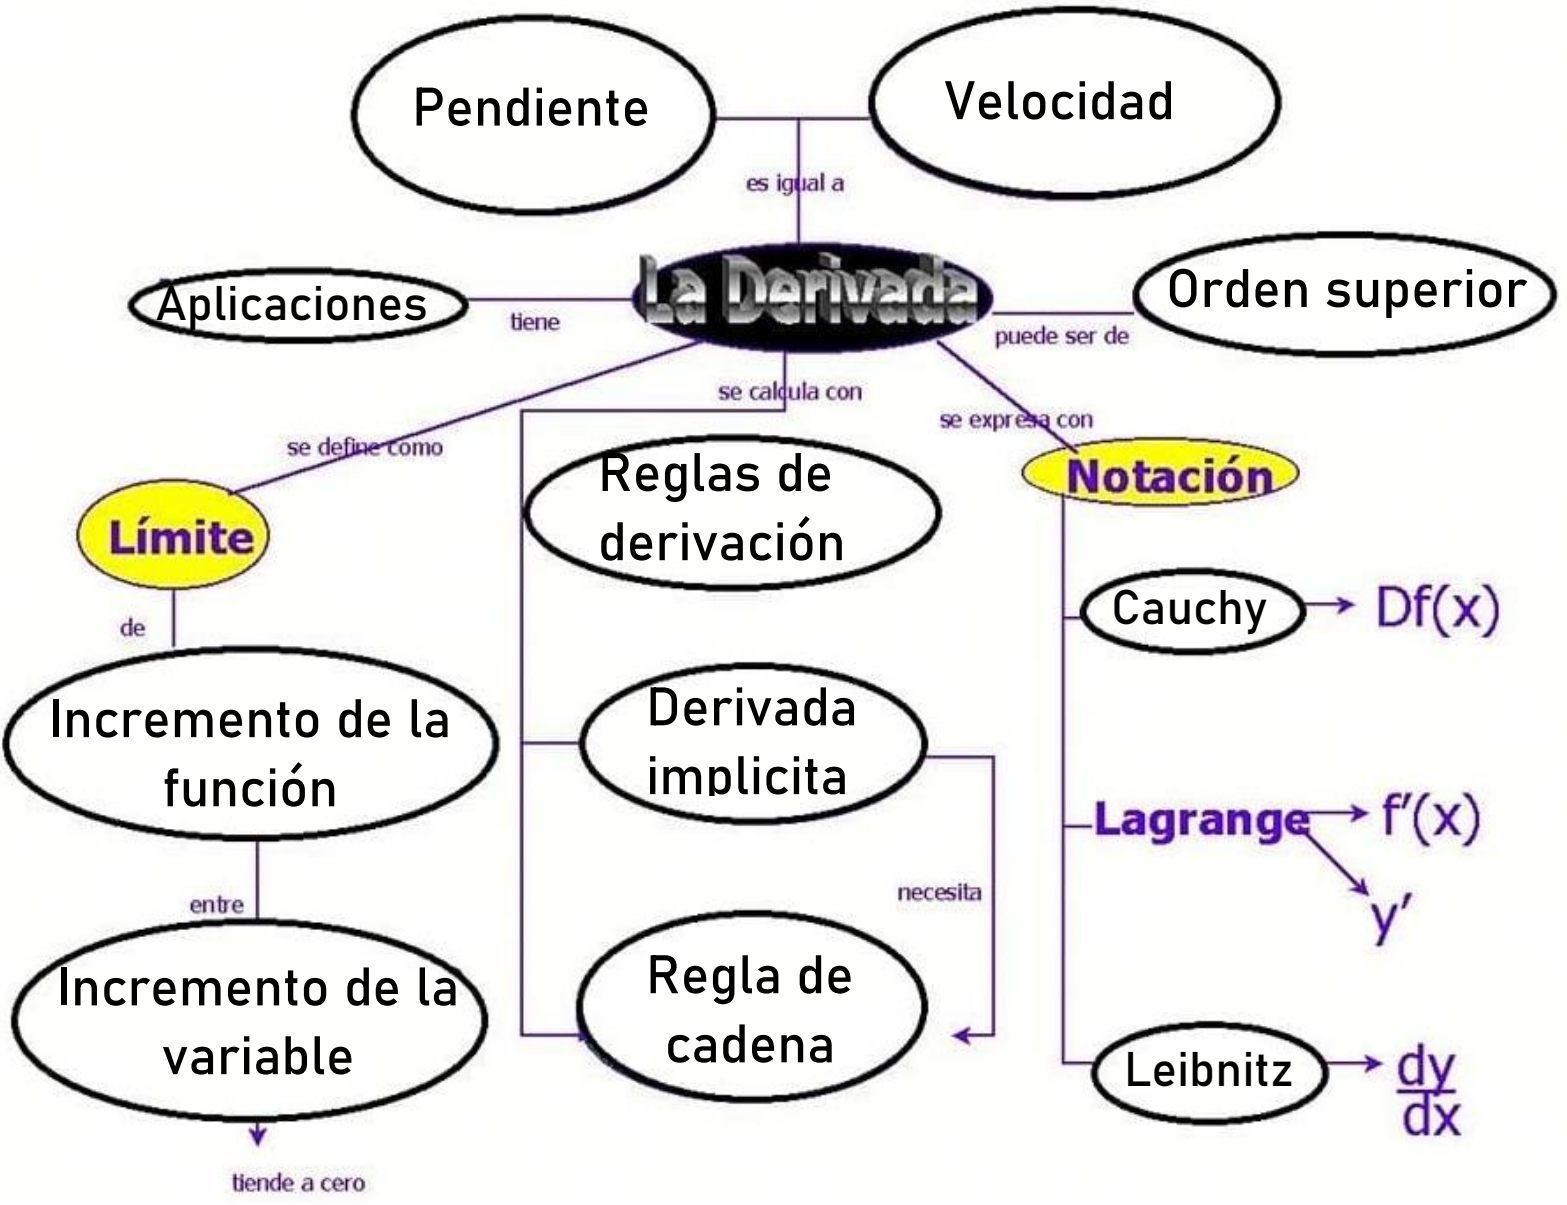 Pendiente
Velocidad
es igual a
Aplicaciones
tiene
La Derivada
puede ser de
Orden superior
se calcula con
se expresa con
se define como
Reglas de
derivación
Notación
Límite
de
Cauchy
Df(x)
Incremento de la
función
Derivada
implicita
Lagrange
f'(x)
y'
entre
necesita
Incremento de la
variable
Regla de
cadena
Leibnitz
dy
dx
tiende a cero